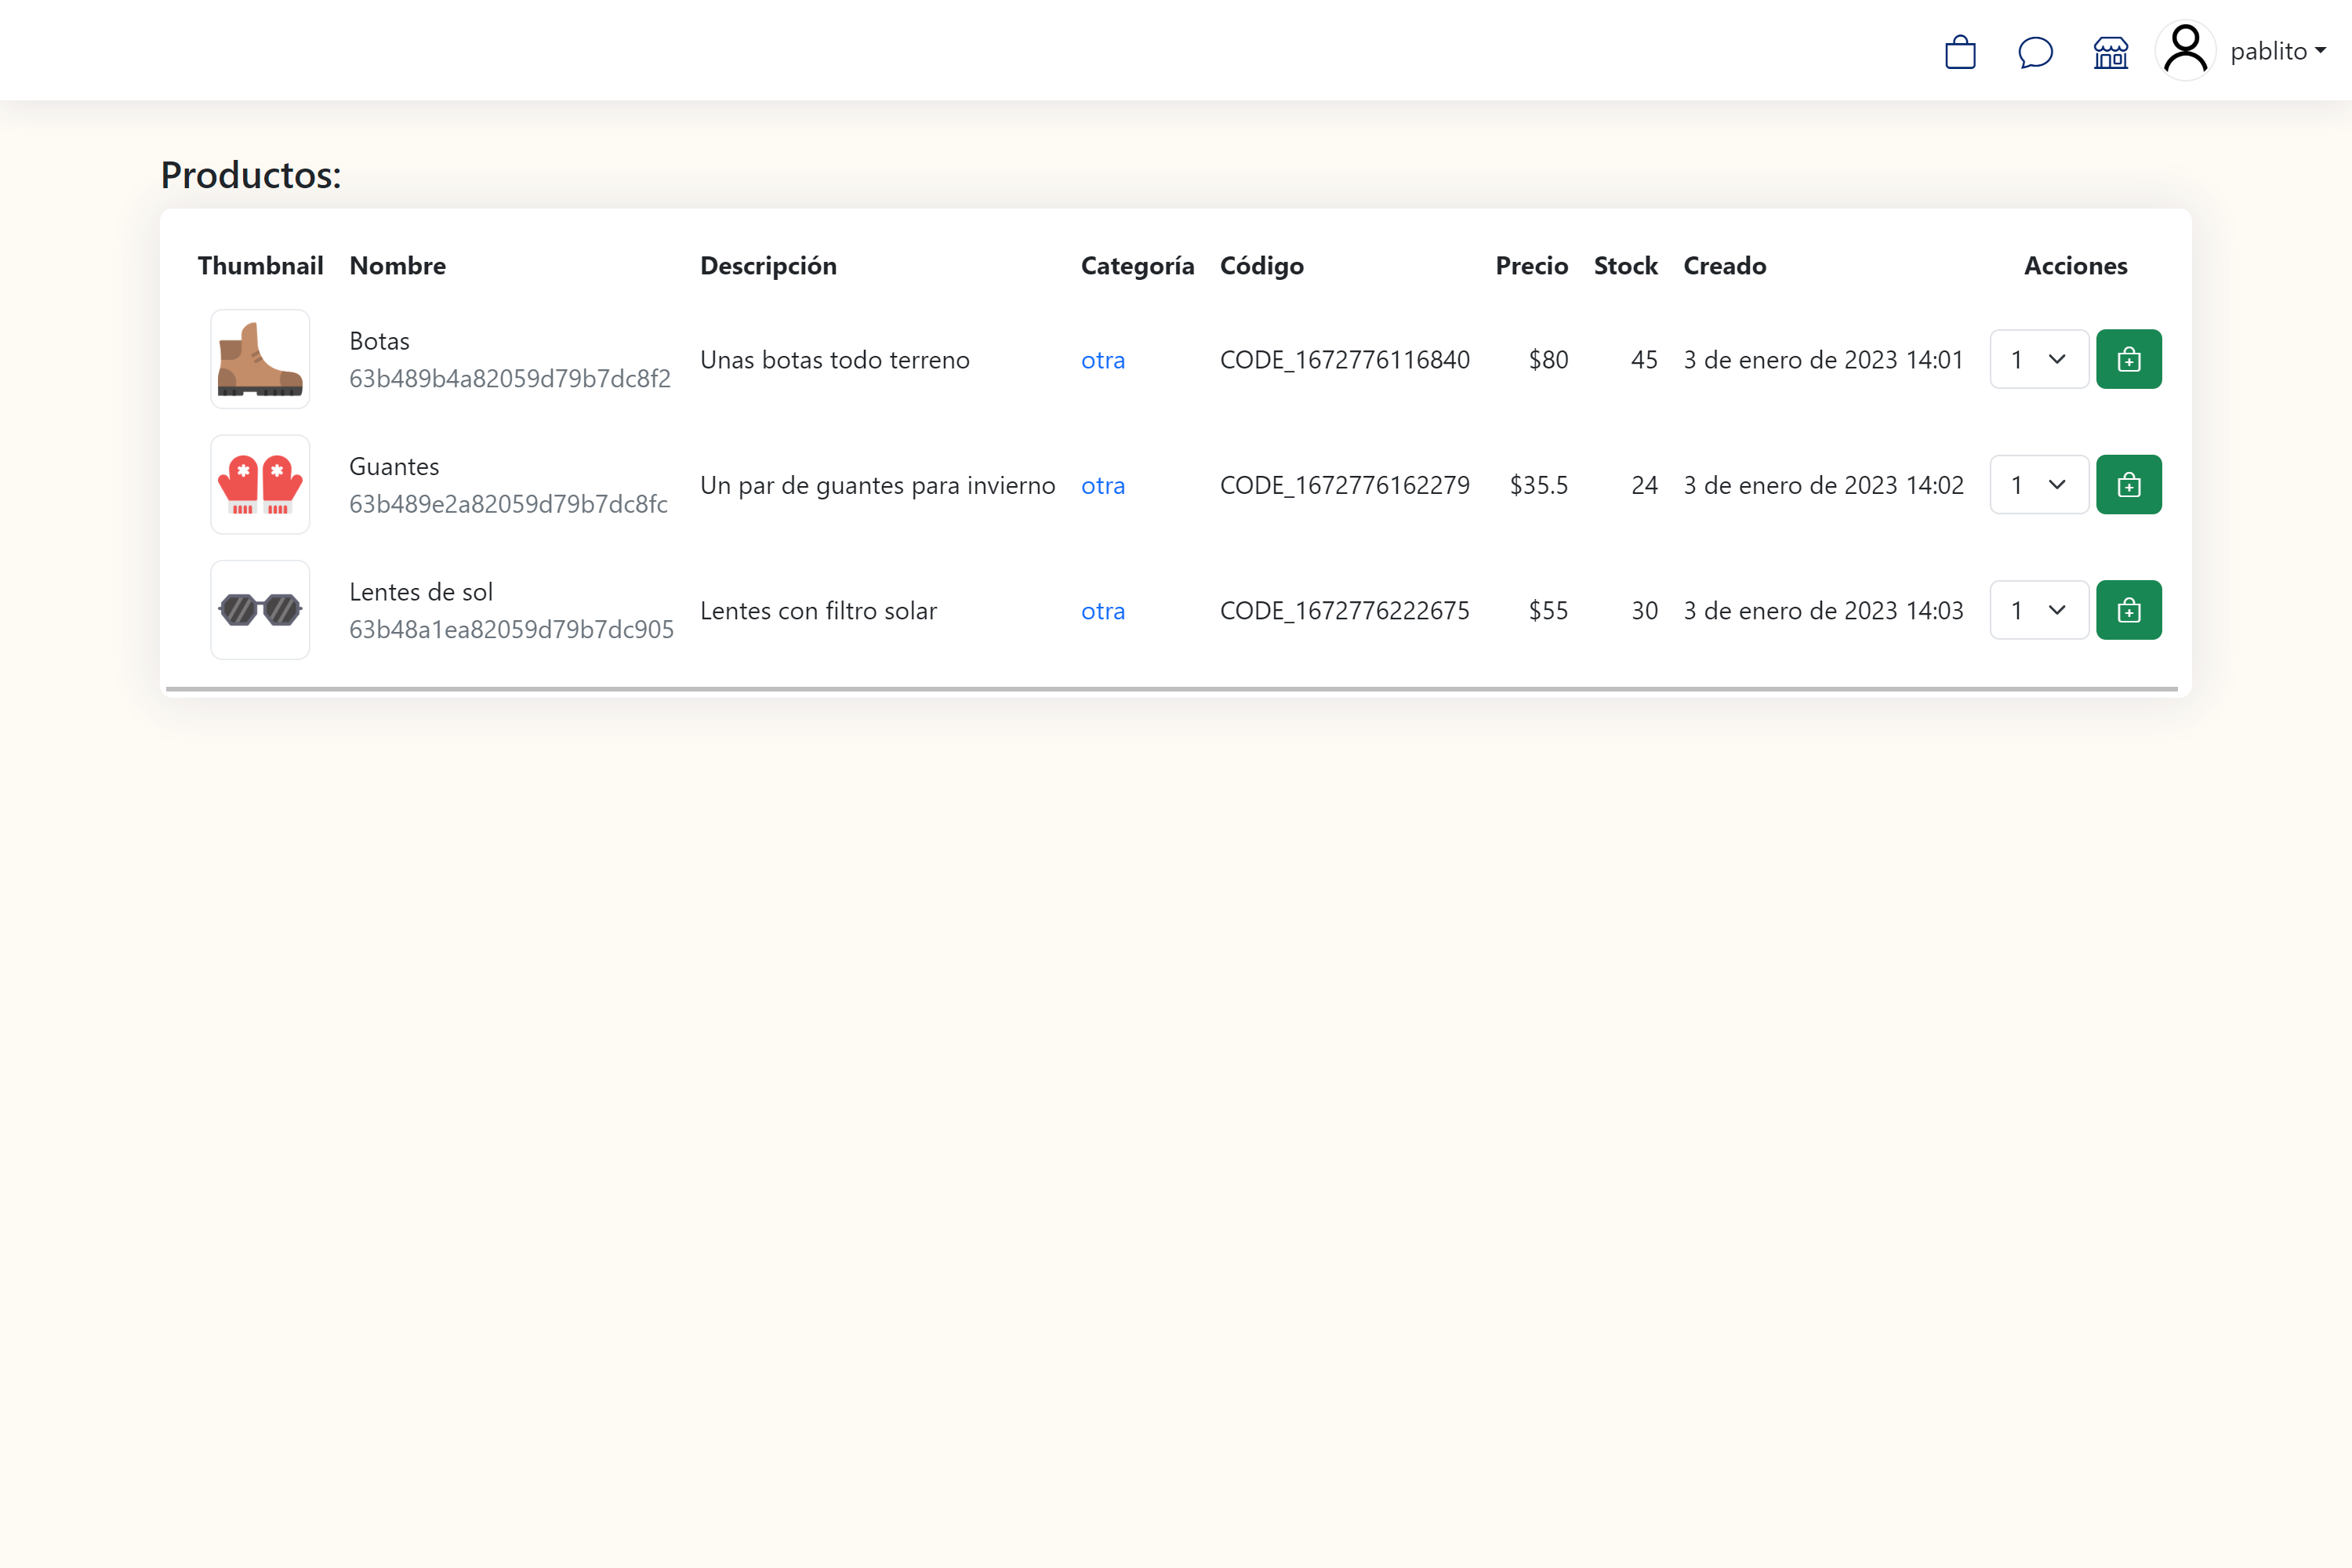 pablito
Productos:
Thumbnail Nombre Descripción Categoría Código Precio Stock Creado Acciones
Botas
63b489b4a82059d79b7dc8f2
Unas botas todo terreno otra CODE_1672776116840 $80 45 3 de enero de 2023 14:01 1
Guantes
63b489e2a82059d79b7dc8fc
Un par de guantes para invierno otra CODE_1672776162279 $35.5 24 3 de enero de 2023 14:02 1
Lentes de sol
63b48a1ea82059d79b7dc905
Lentes con filtro solar otra CODE_1672776222675 $55 30 3 de enero de 2023 14:03 1